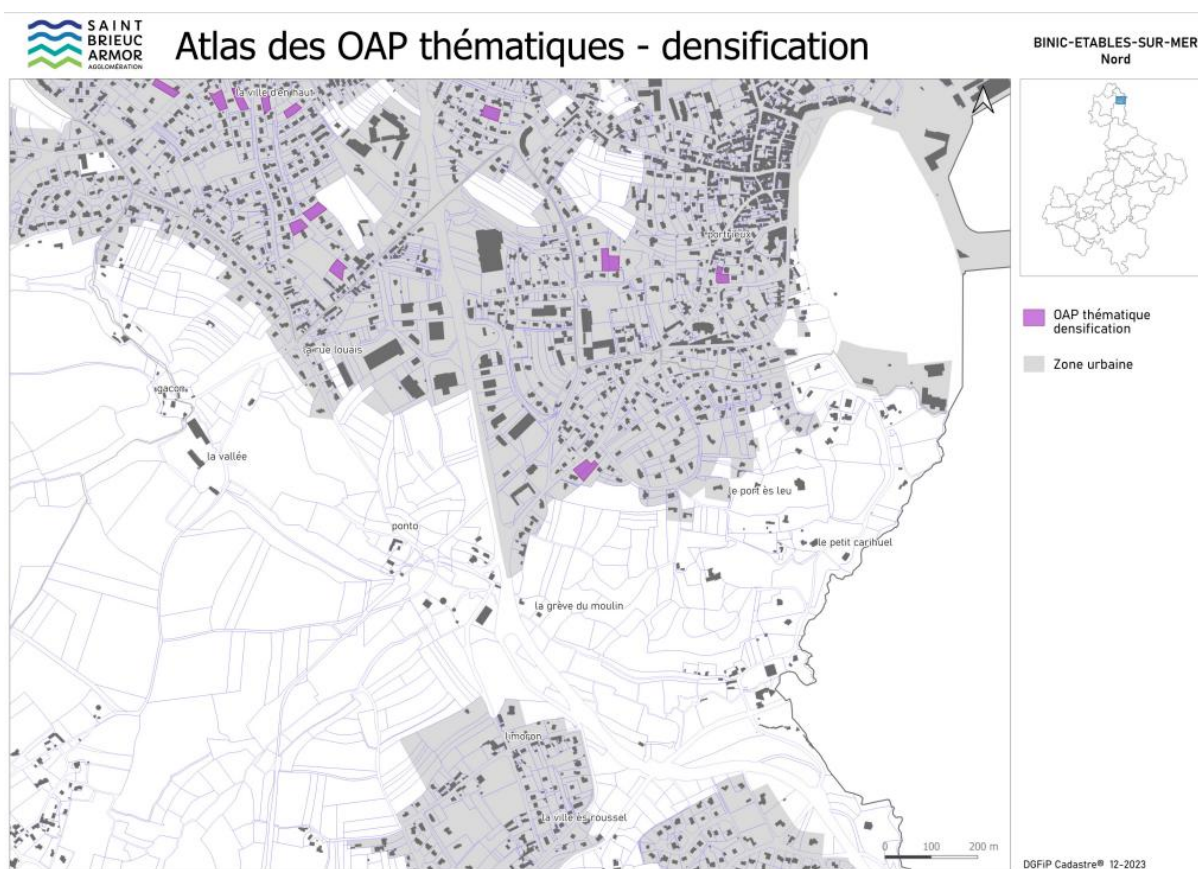 SAINT
BRIEUC
ARMOR
AGGLOMÉRATION
Atlas des OAP thématiques - densification
BINIC-ETABLES-SUR-MER
Nord
la ville d'en haut
portrieux
OAP thématique
densification
Zone urbaine
la rue louais
gacon
la vallée
le port ès leu
ponto
le petit carihuel
la grève du moulin
limoron
la ville ès roussel
0 100 200 m
DGFiP Cadastre® 12-2023